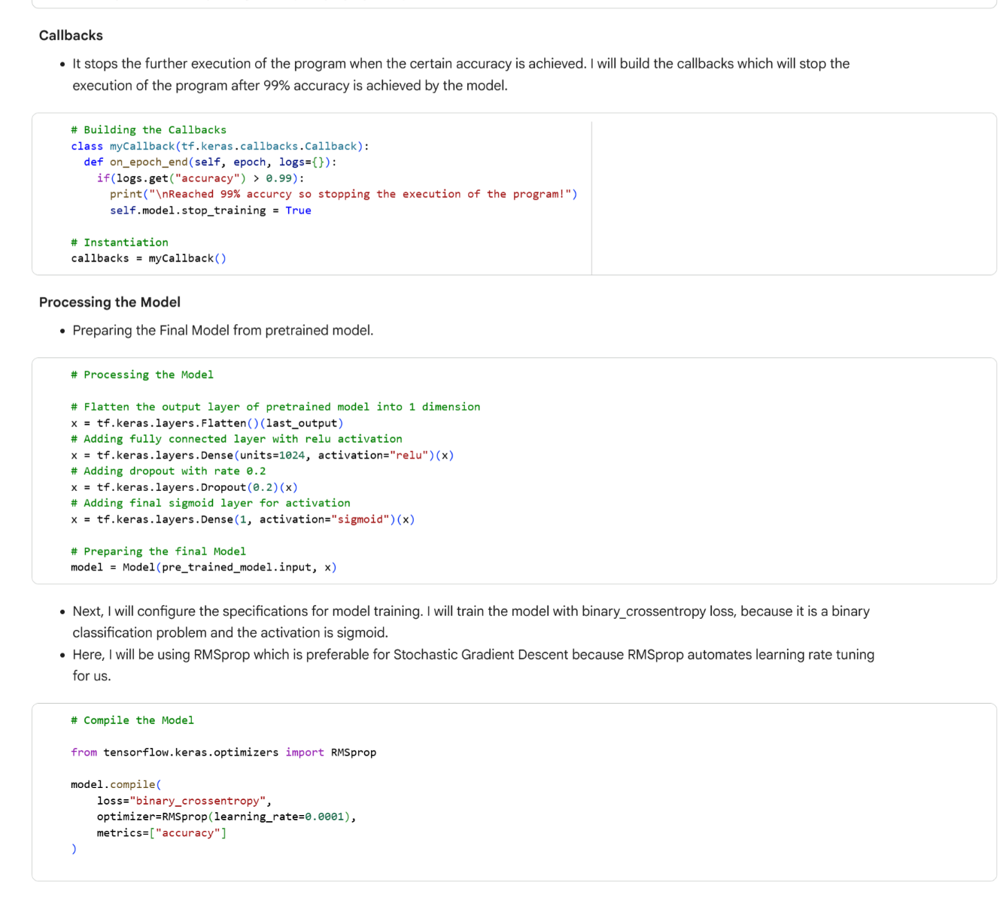 Callbacks
• It stops the further execution of the program when the certain accuracy is achieved. I will build the callbacks which will stop the
execution of the program after 99% accuracy is achieved by the model.
# Building the Callbacks
class myCallback(tf.keras.callbacks.Callback):
  def on_epoch_end(self, epoch, logs={}):
    if(logs.get("accuracy") > 0.99):
      print("\nReached 99% accurcy so stopping the execution of the program!")
      self.model.stop_training = True
# Instantiation
callbacks = myCallback()
Processing the Model
• Preparing the Final Model from pretrained model.
# Processing the Model
# Flatten the output layer of pretrained model into 1 dimension
x = tf.keras.layers.Flatten()(last_output)
# Adding fully connected layer with relu activation
x = tf.keras.layers.Dense(units=1024, activation="relu")(x)
# Adding dropout with rate 0.2
x = tf.keras.layers.Dropout(0.2)(x)
# Adding final sigmoid layer for activation
x = tf.keras.layers.Dense(1, activation="sigmoid")(x)
# Preparing the final Model
model = Model(pre_trained_model.input, x)
• Next, I will configure the specifications for model training. I will train the model with binary_crossentropy loss, because it is a binary
classification problem and the activation is sigmoid.
• Here, I will be using RMSprop which is preferable for Stochastic Gradient Descent because RMSprop automates learning rate tuning
for us.
# Compile the Model
from tensorflow.keras.optimizers import RMSprop
model.compile(
    loss="binary_crossentropy",
    optimizer=RMSprop(learning_rate=0.0001),
    metrics=["accuracy"]
)